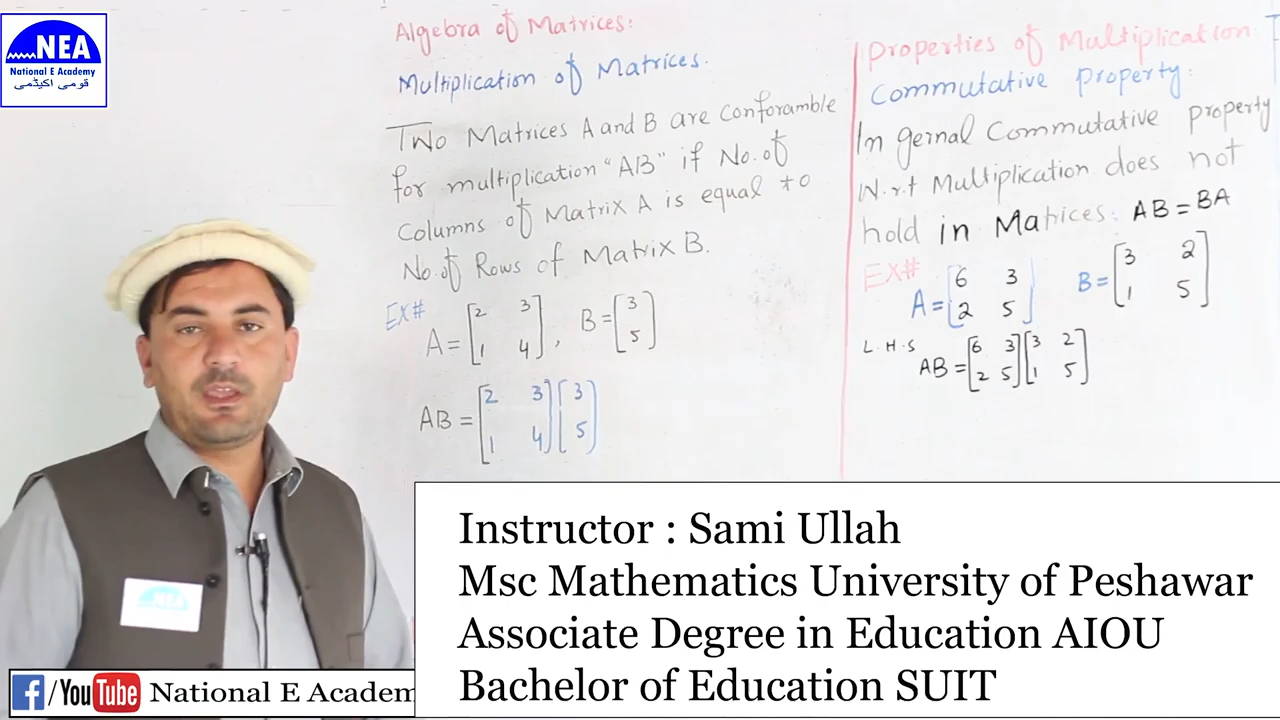 NEA
National E Academy
قومی اکیڈمی
Algebra of Matrices:
Multiplication of Matrices.
Two Matrices A and B are conforamble
for multiplication "AB" if No. of
Columns of Matrix A is equal to
No. of Rows of Matrix B.
EX#
A = [2 3
1 4], B = [3
5]
AB = [2 3
1 4] [3
5]
Properties of Multiplication
Commutative property:
In gernal Commutative property
W.r.t Multiplication does not
hold in Matrices: AB = BA
EX#
A = [6 3
2 5] B = [3 2
1 5]
L.H.S
AB = [6 3
2 5] [3 2
1 5]
NEA
f/YouTube National E Academ
Instructor : Sami Ullah
Msc Mathematics University of Peshawar
Associate Degree in Education AIOU
Bachelor of Education SUIT